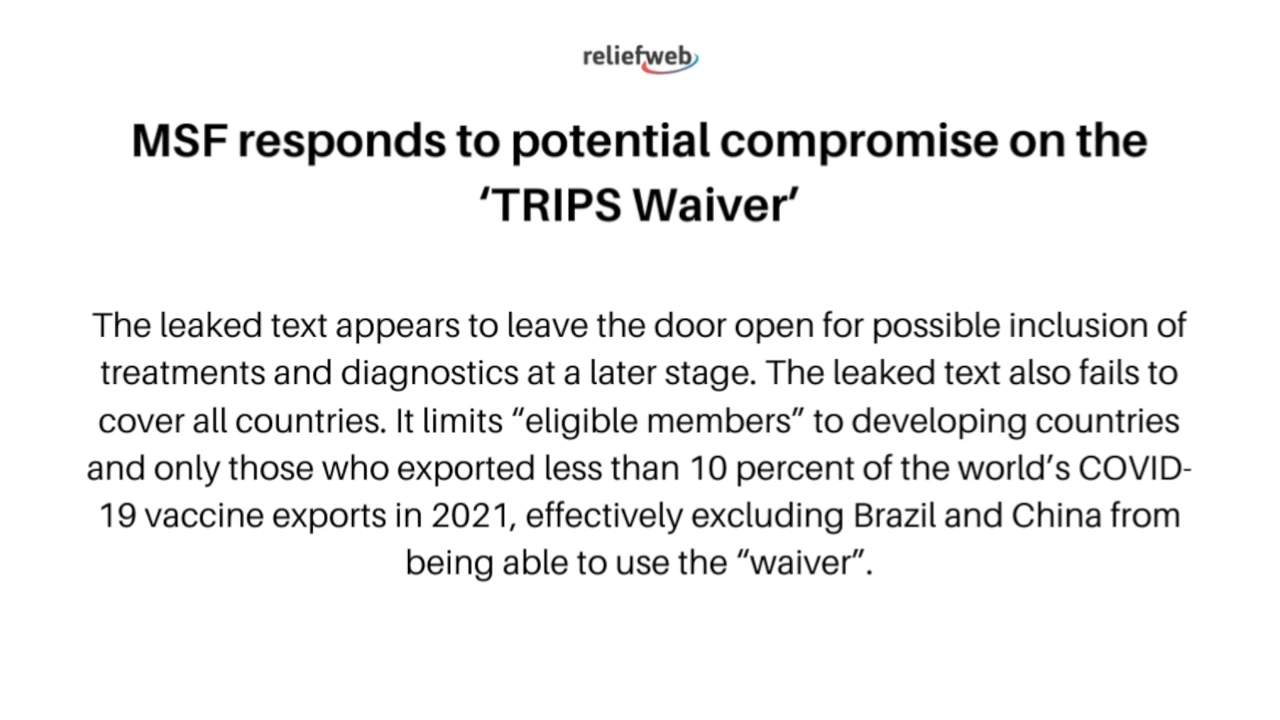 reliefweb
MSF responds to potential compromise on the
‘TRIPS Waiver’
The leaked text appears to leave the door open for possible inclusion of
treatments and diagnostics at a later stage. The leaked text also fails to
cover all countries. It limits “eligible members” to developing countries
and only those who exported less than 10 percent of the world’s COVID-
19 vaccine exports in 2021, effectively excluding Brazil and China from
being able to use the “waiver”.